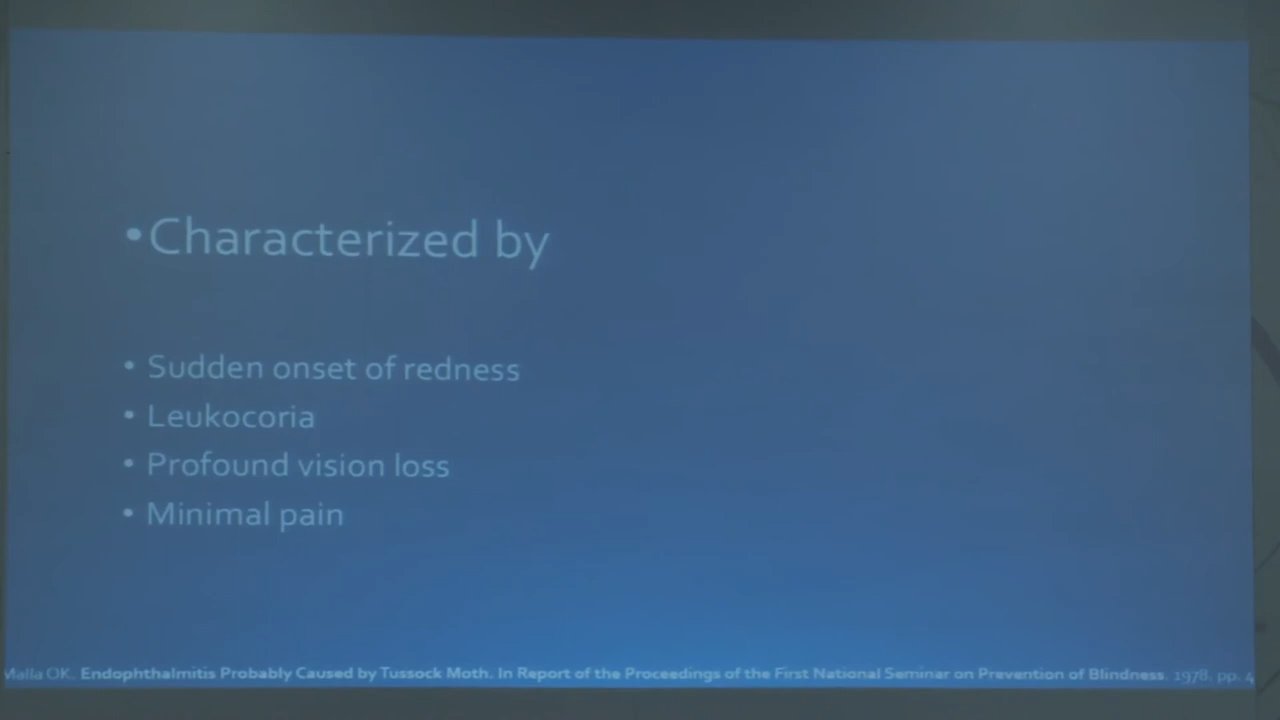 •Characterized by
• Sudden onset of redness
• Leukocoria
• Profound vision loss
• Minimal pain
Malla OK. Endophthalmitis Probably Caused by Tussock Moth. In Report of the Proceedings of the First National Seminar on Prevention of Blindness. 1978. pp. 4